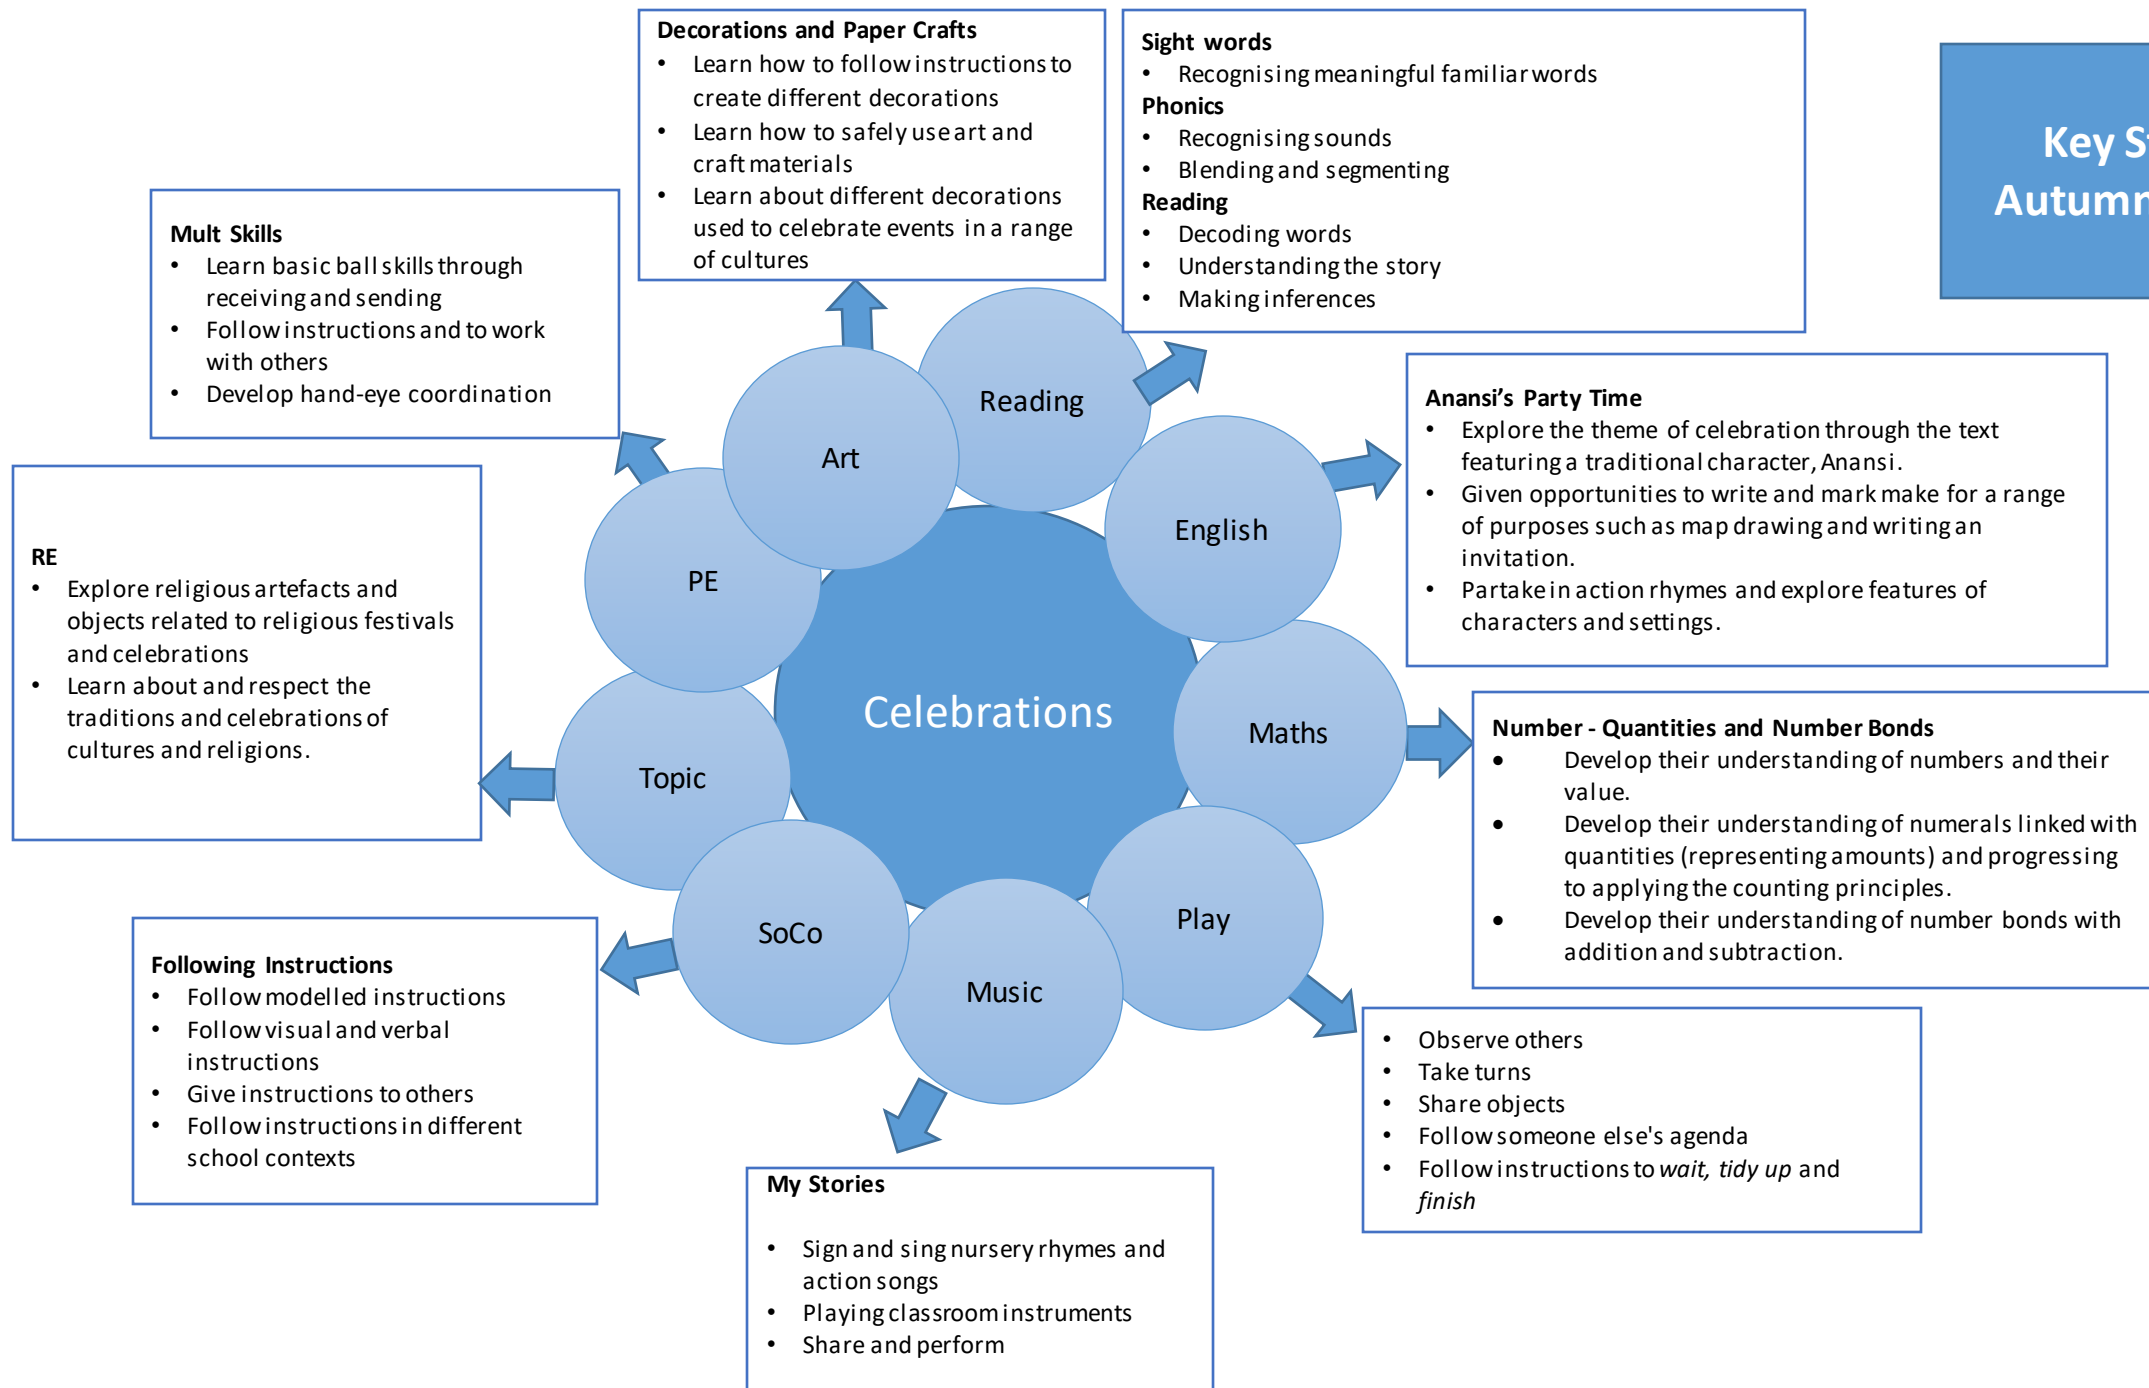 Decorations and Paper Crafts
• Learn how to follow instructions to
create different decorations
• Learn how to safely use art and
craft materials
• Learn about different decorations
used to celebrate events in a range
of cultures
Sight words
• Recognising meaningful familiar words
Phonics
• Recognising sounds
• Blending and segmenting
Reading
• Decoding words
• Understanding the story
• Making inferences
Key St
Autumn
Mult Skills
• Learn basic ball skills through
receiving and sending
• Follow instructions and to work
with others
• Develop hand-eye coordination
Anansi’s Party Time
• Explore the theme of celebration through the text
featuring a traditional character, Anansi.
• Given opportunities to write and mark make for a range
of purposes such as map drawing and writing an
invitation.
• Partake in action rhymes and explore features of
characters and settings.
RE
• Explore religious artefacts and
objects related to religious festivals
and celebrations
• Learn about and respect the
traditions and celebrations of
cultures and religions.
Reading
Art
English
PE
Celebrations
Maths
Topic
Play
SoCo
Music
Number - Quantities and Number Bonds
• Develop their understanding of numbers and their
value.
• Develop their understanding of numerals linked with
quantities (representing amounts) and progressing
to applying the counting principles.
• Develop their understanding of number bonds with
addition and subtraction.
Following Instructions
• Follow modelled instructions
• Follow visual and verbal
instructions
• Give instructions to others
• Follow instructions in different
school contexts
• Observe others
• Take turns
• Share objects
• Follow someone else's agenda
• Follow instructions to wait, tidy up and
finish
My Stories
• Sign and sing nursery rhymes and
action songs
• Playing classroom instruments
• Share and perform